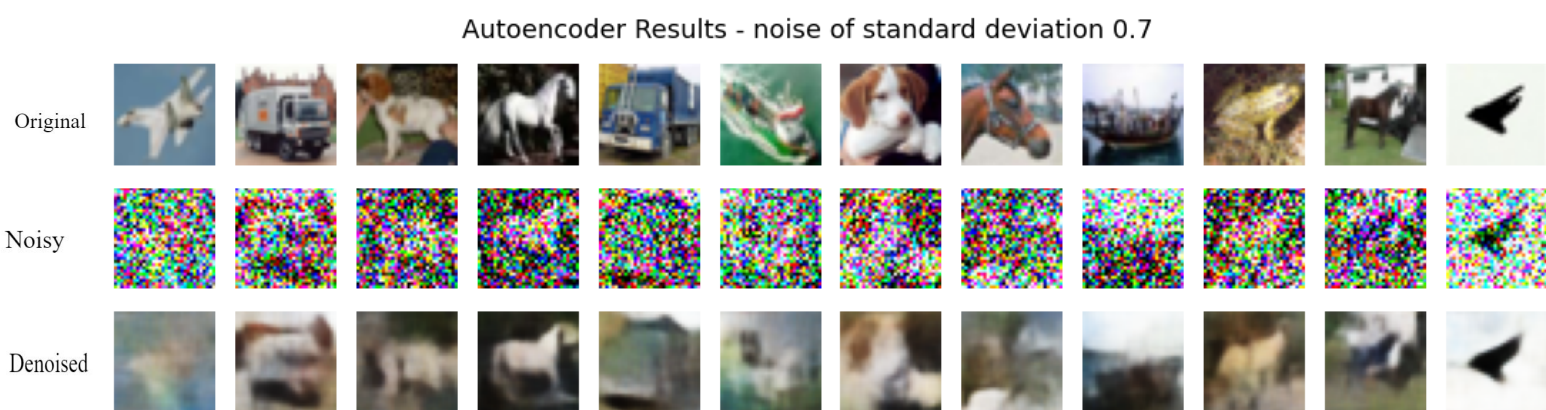 Autoencoder Results - noise of standard deviation 0.7
Original
Noisy
Denoised